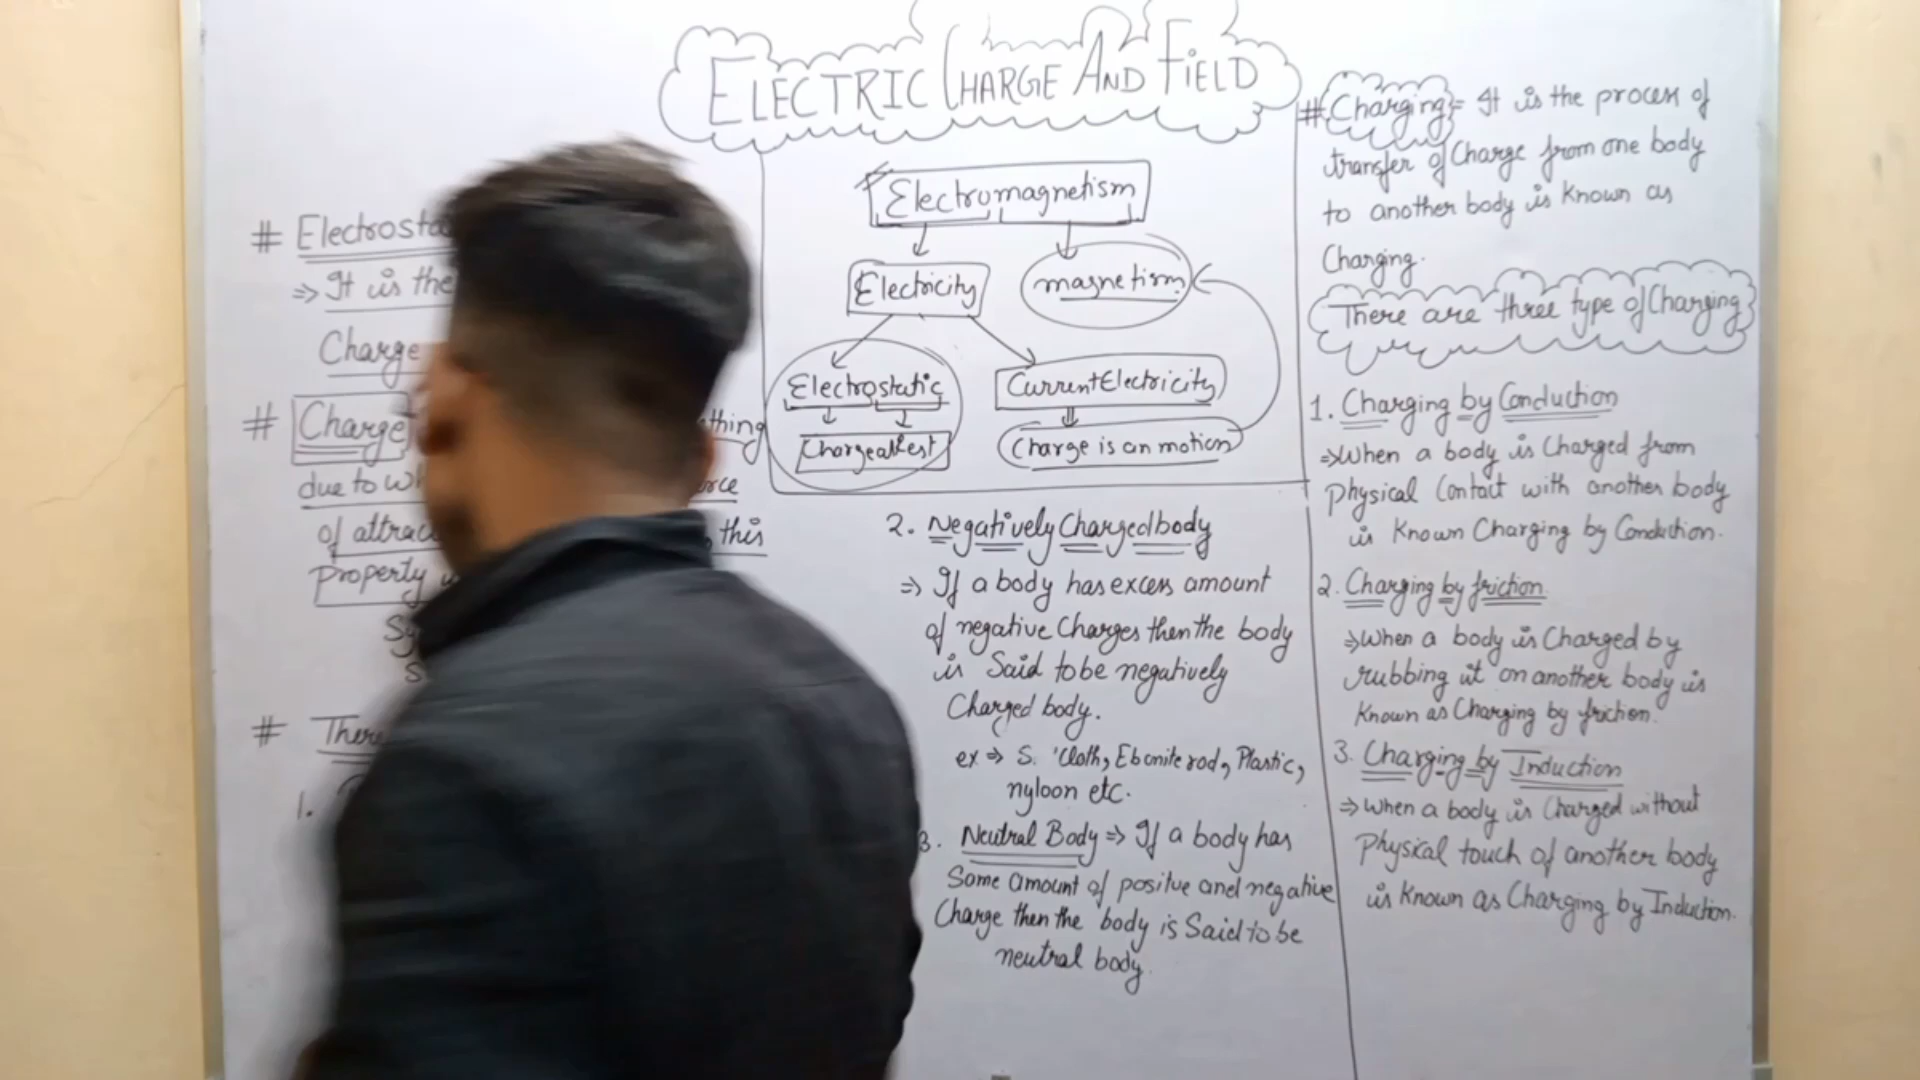 ELECTRIC CHARGE AND FIELD
# Electrosta
=> It is the
Charge
# Charge
thing
due to wh
rce
of attrac
this
Property
Sy
S
# There
1.
Electromagnetism
Electricity
magnetism
Electrostatic
Current Electricity
Charge at Rest
Charge is an motion
2. Negatively Charged body
=> If a body has excess amount
of negative Charges then the body
is Said to be negatively
Charged body.
ex => S. Cloth, Ebonite rod, Plastic,
nyloon etc.
3. Neutral Body => If a body has
Same amount of positve and negative
Charge then the body is Said to be
neutral body.
# Charging = It is the process of
transfer of Charge from one body
to another body is Known as
Charging.
There are three type of Charging
1. Charging by Conduction
=> When a body is Charged from
Physical Contact with another body
is Known Charging by Conduction.
2. Charging by friction
=> When a body is Charged by
rubbing it on another body is
Known as Charging by friction.
3. Charging by Induction
=> When a body is Charged without
Physical touch of another body
is Known as Charging by Induction.